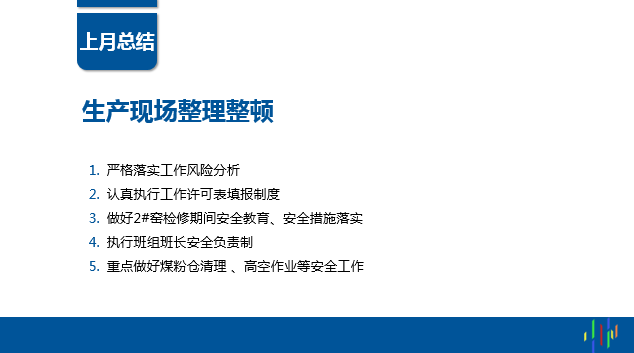 上月总结
生产现场整理整顿
1. 严格落实工作风险分析
2. 认真执行工作许可表填报制度
3. 做好2#窑检修期间安全教育、安全措施落实
4. 执行班组班长安全负责制
5. 重点做好煤粉仓清理 、高空作业等安全工作